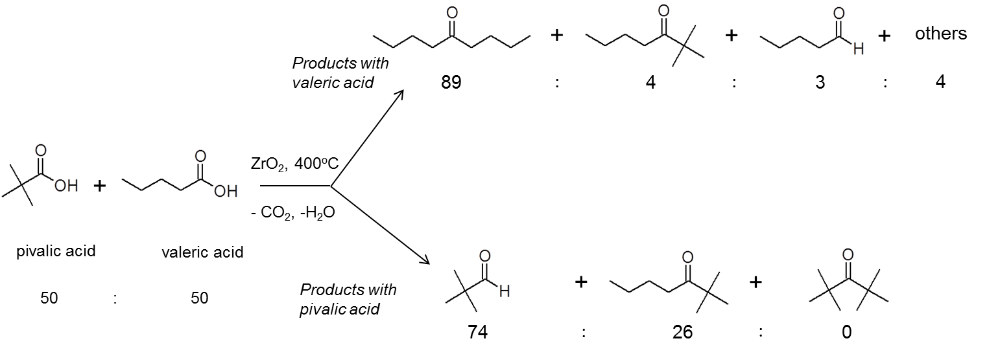 O O O
+ + + others
H
Products with
valeric acid
89 : 4 : 3 : 4
O O
OH + OH
ZrO₂, 400ºC
- CO₂, -H₂O
pivalic acid valeric acid
50 : 50
O O O
H + +
Products with
pivalic acid
74 : 26 : 0